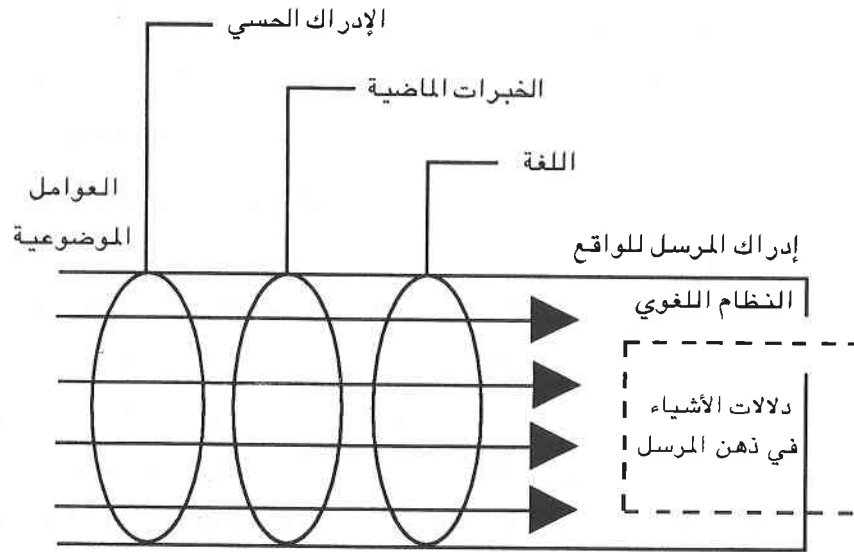 الإدراك الحسي
الخبرات الماضية
اللغة
العوامل
الموضوعية
إدراك المرسل للواقع
النظام اللغوي
دلالات الأشياء
في ذهن المرسل